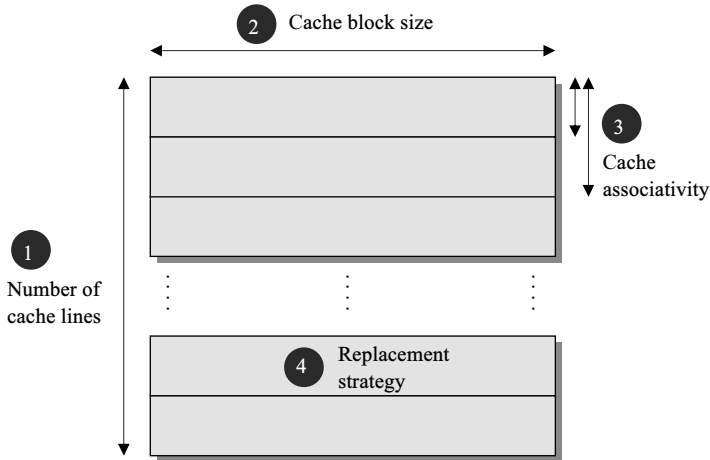 2 Cache block size
3
Cache
associativity
1
Number of
cache lines
4 Replacement
strategy